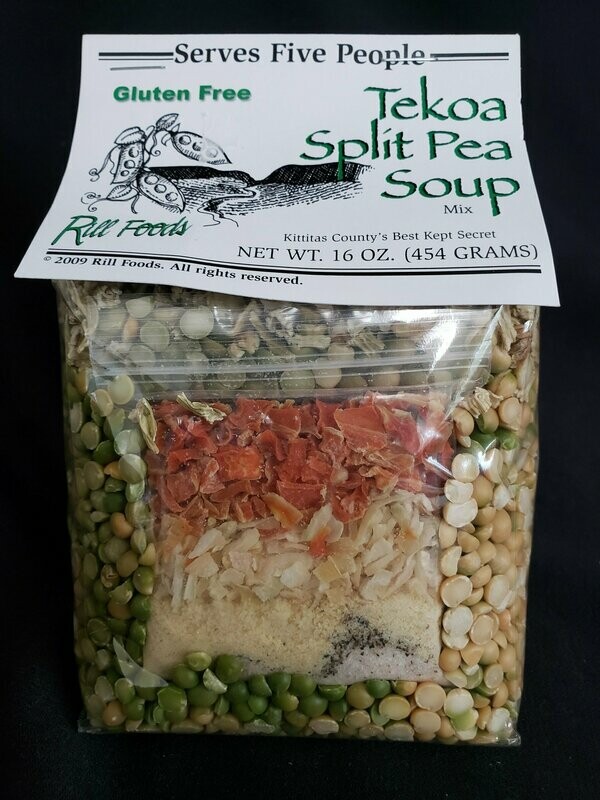 Serves Five People
Gluten Free
Tekoa
Split Pea
Soup
Mix
Rill Foods
Kittitas County's Best Kept Secret
NET WT. 16 OZ. (454 GRAMS)
© 2009 Rill Foods. All rights reserved.